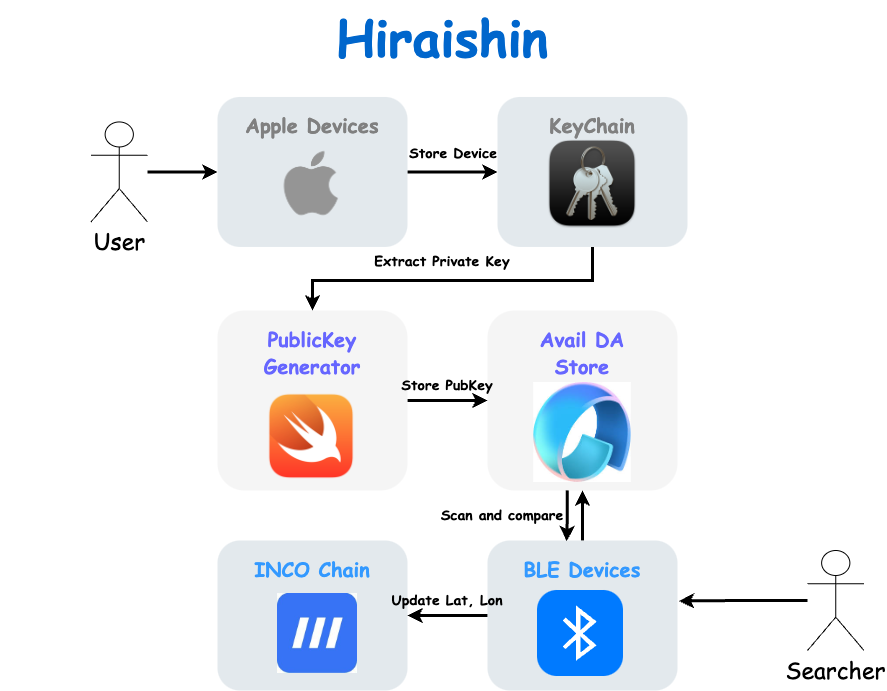 Hiraishin
Apple Devices
Store Device
KeyChain
User
Extract Private Key
PublicKey
Generator
Store PubKey
Avail DA
Store
Scan and compare
INCO Chain
Update Lat, Lon
BLE Devices
Searcher